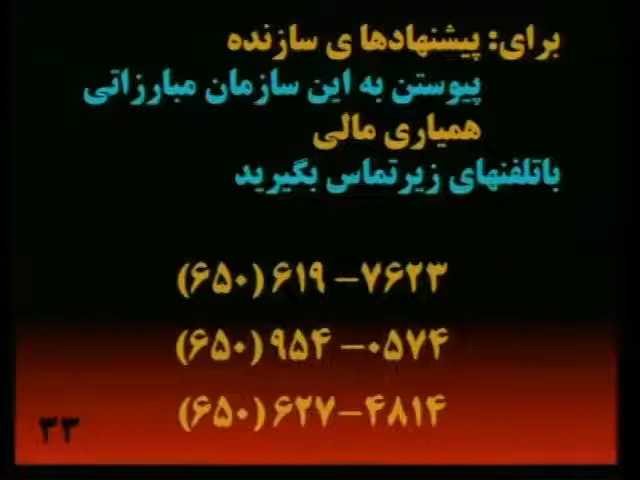 برای: پیشنهادها ی سازنده
پیوستن به این سازمان مبارزاتی
همیاری مالی
باتلفنهای زیرتماس بگیرید
(۶۵۰) ۶۱۹ –۷۶۲۳
(۶۵۰) ۹۵۴ –۰۵۷۴
(۶۵۰) ۶۲۷–۴۸۱۴
۳۳